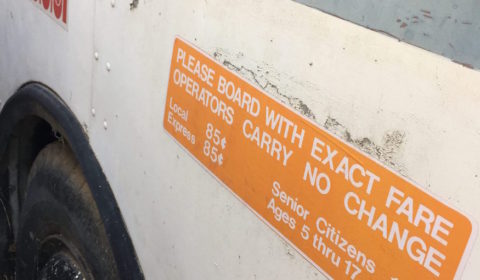 PLEASE BOARD WITH EXACT FARE
OPERATORS CARRY NO CHANGE
Local 85¢
Express 85¢
Senior Citizens
Ages 5 thru 17